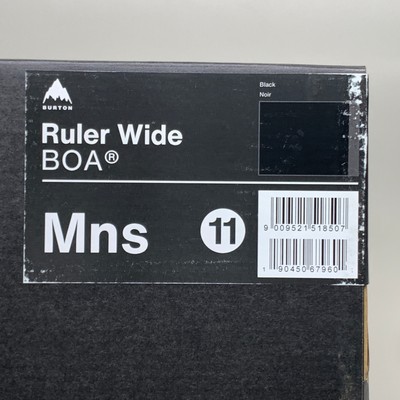 BURTON
Ruler Wide
BOA®
Black
Noir
Mns
11
9 009521 518507
1 90450 67960